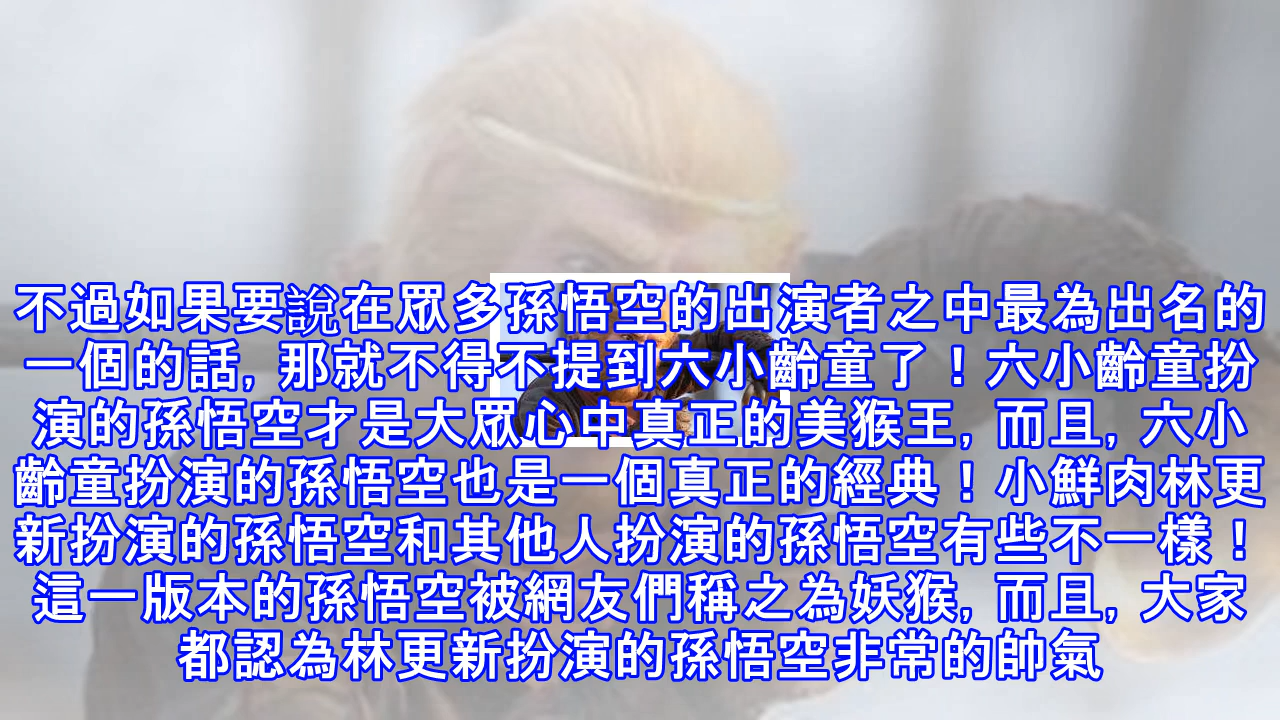 不過如果要說在眾多孫悟空的出演者之中最為出名的
一個的話, 那就不得不提到六小齡童了！六小齡童扮
演的孫悟空才是大眾心中真正的美猴王, 而且, 六小
齡童扮演的孫悟空也是一個真正的經典！小鮮肉林更
新扮演的孫悟空和其他人扮演的孫悟空有些不一樣！
這一版本的孫悟空被網友們稱之為妖猴, 而且, 大家
都認為林更新扮演的孫悟空非常的帥氣